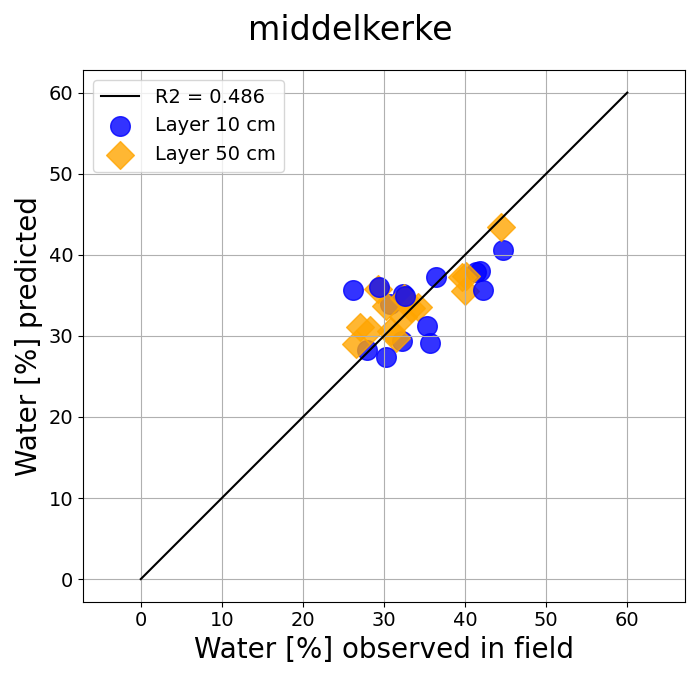 middelkerke
R2 = 0.486
Layer 10 cm
Layer 50 cm
Water [%] predicted
60
50
40
30
20
10
0
0 10 20 30 40 50 60
Water [%] observed in field